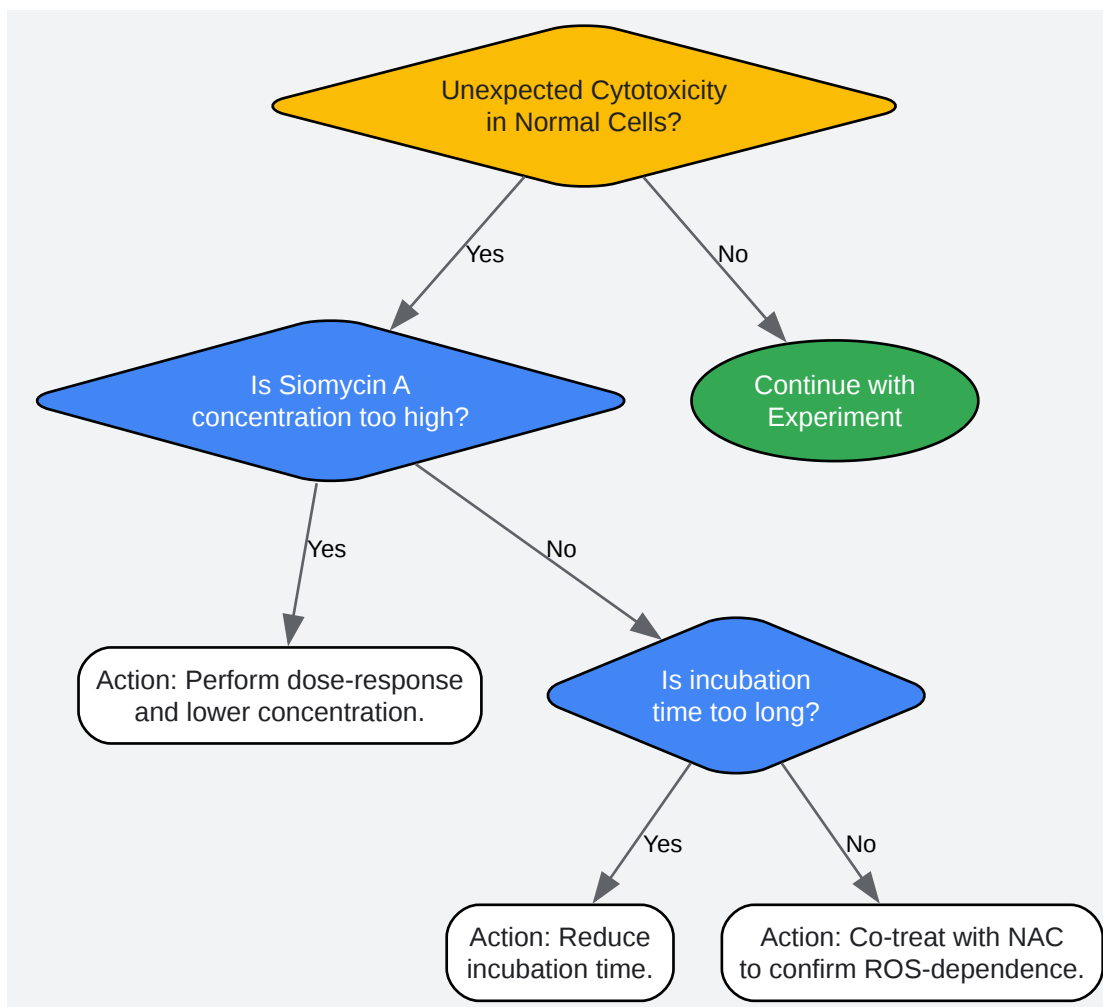 Unexpected Cytotoxicity
in Normal Cells?
Yes
No
Is Siomycin A
concentration too high?
Continue with
Experiment
Yes
No
Action: Perform dose-response
and lower concentration.
Is incubation
time too long?
Yes
No
Action: Reduce
incubation time.
Action: Co-treat with NAC
to confirm ROS-dependence.